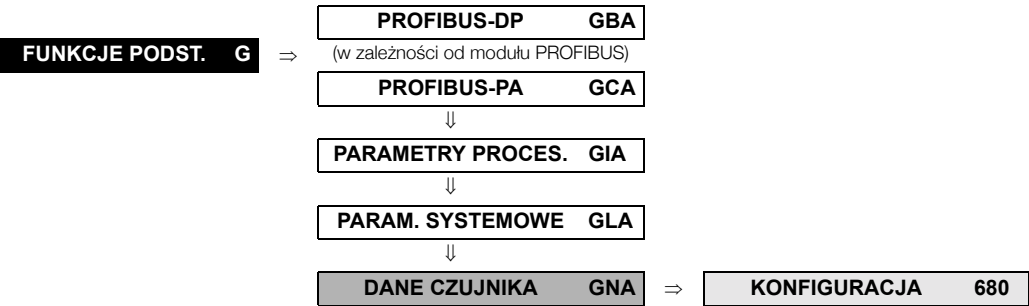 PROFIBUS-DP GBA
FUNKCJE PODST. G ⇒ (w zależności od modułu PROFIBUS)
PROFIBUS-PA GCA
⇓
PARAMETRY PROCES. GIA
⇓
PARAM. SYSTEMOWE GLA
⇓
DANE CZUJNIKA GNA ⇒ KONFIGURACJA 680